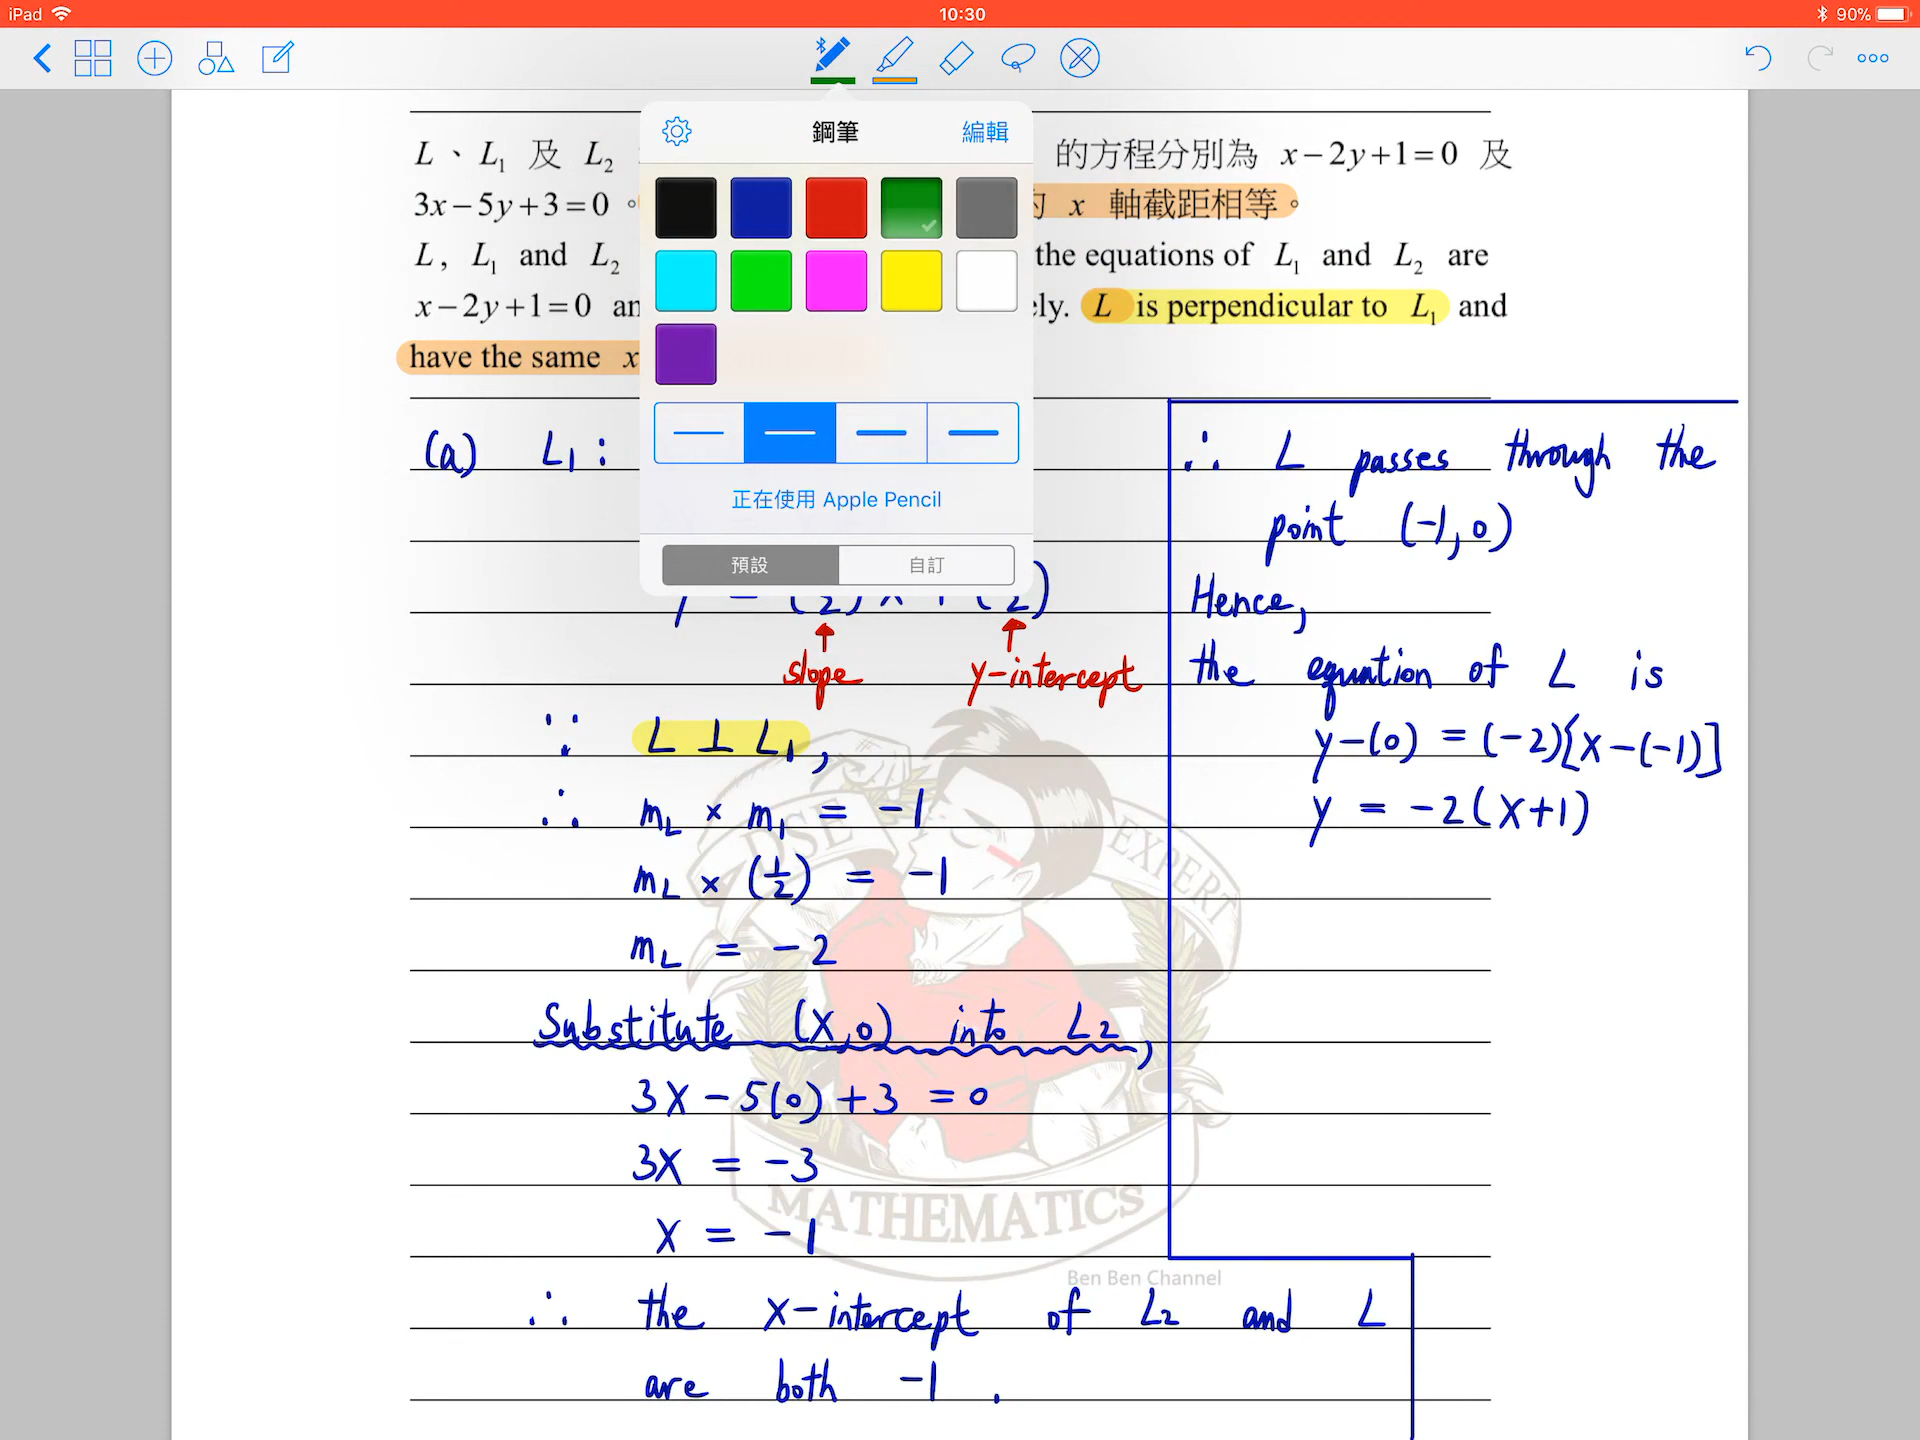 iPad 10:30 90%
鋼筆 編輯
L、L₁ 及 L₂ 的方程分別為 x−2y+1=0 及
3x−5y+3=0。 x 軸截距相等。
L, L₁ and L₂ the equations of L₁ and L₂ are
x−2y+1=0 L is perpendicular to L₁ and
have the same x
正在使用 Apple Pencil
預設 自訂
(a) L₁ :
slope y-intercept
∵ L ⊥ L₁ ,
∴ m_L × m₁ = −1
m_L × (1/2) = −1
m_L = −2
Substitute (x,0) into L₂ ,
3x − 5(0) + 3 = 0
3x = −3
x = −1
∴ the x-intercept of L₂ and L
are both −1 .
∴ L passes through the
point (−1,0)
Hence,
the equation of L is
y−(0) = (−2)[x−(−1)]
y = −2(x+1)
DSE EXPERT
MATHEMATICS
Ben Ben Channel